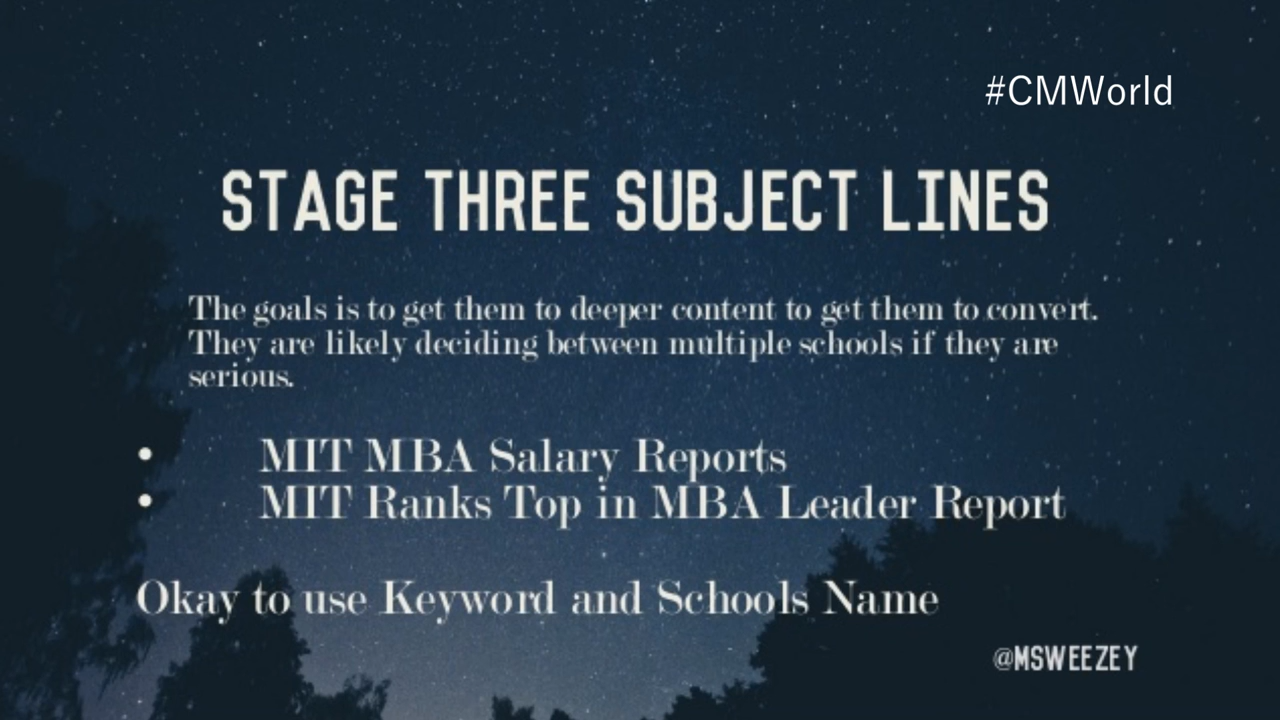 #CMWorld
STAGE THREE SUBJECT LINES
The goals is to get them to deeper content to get them to convert.
They are likely deciding between multiple schools if they are
serious.
• MIT MBA Salary Reports
• MIT Ranks Top in MBA Leader Report
Okay to use Keyword and Schools Name
@MSWEEZEY